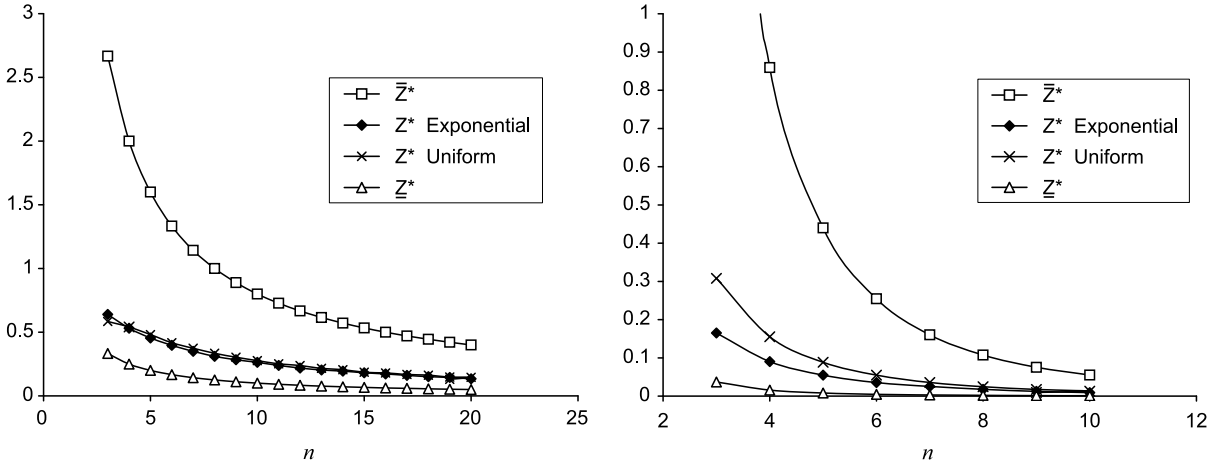 3
2.5
2
1.5
1
0.5
0
0 5 10 15 20 25
n
Z̅*
Z* Exponential
Z* Uniform
Z̲*
1
0.9
0.8
0.7
0.6
0.5
0.4
0.3
0.2
0.1
0
2 4 6 8 10 12
n
Z̅*
Z* Exponential
Z* Uniform
Z̲*